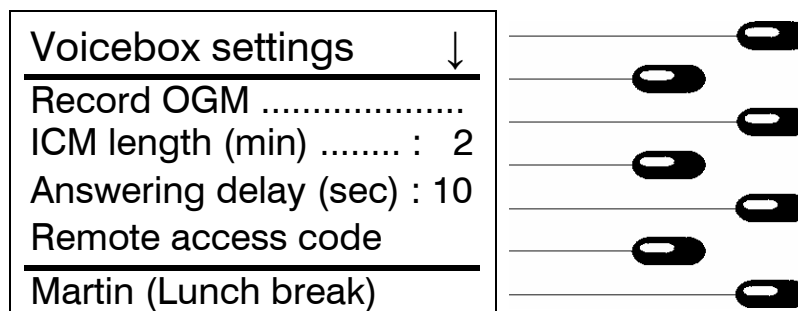 Voicebox settings ↓
Record OGM ....................
ICM length (min) ........ : 2
Answering delay (sec) : 10
Remote access code
Martin (Lunch break)